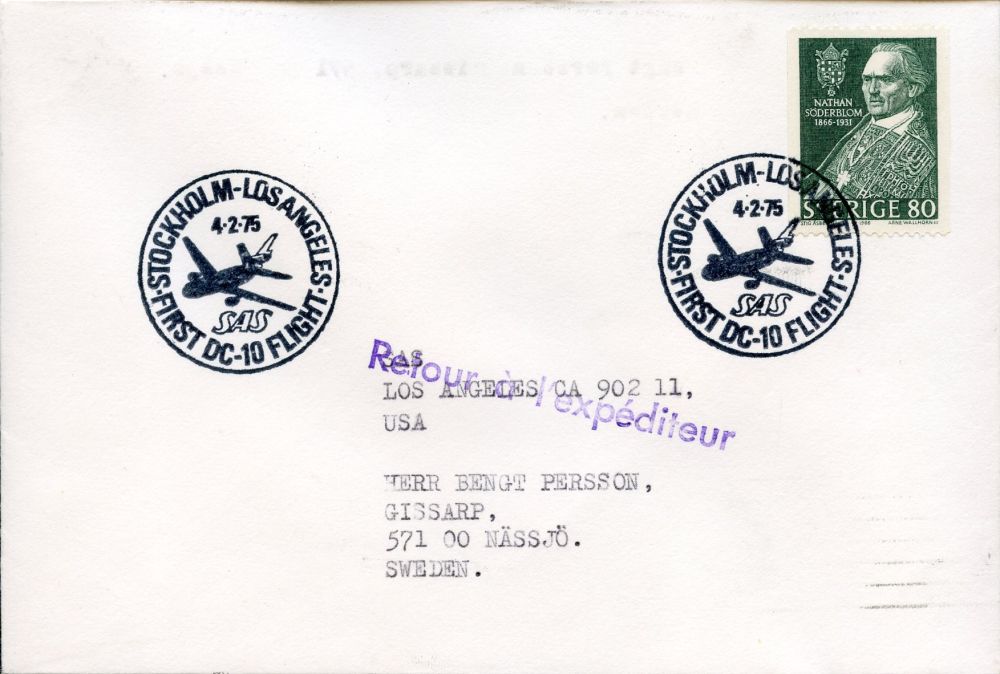 NATHAN
SÖDERBLOM
1866-1931
SVERIGE 80
ARNE WALLHORN
STOCKHOLM-LOS ANGELES
4·2·75
SAS
·FIRST DC-10 FLIGHT·
STOCKHOLM-LOS ANGELES
4·2·75
SAS
·FIRST DC-10 FLIGHT·
Retour à l'expéditeur
SAS
LOS ANGELES CA 902 11,
USA
HERR BENGT PERSSON,
GISSARP,
571 00 NÄSSJÖ.
SWEDEN.